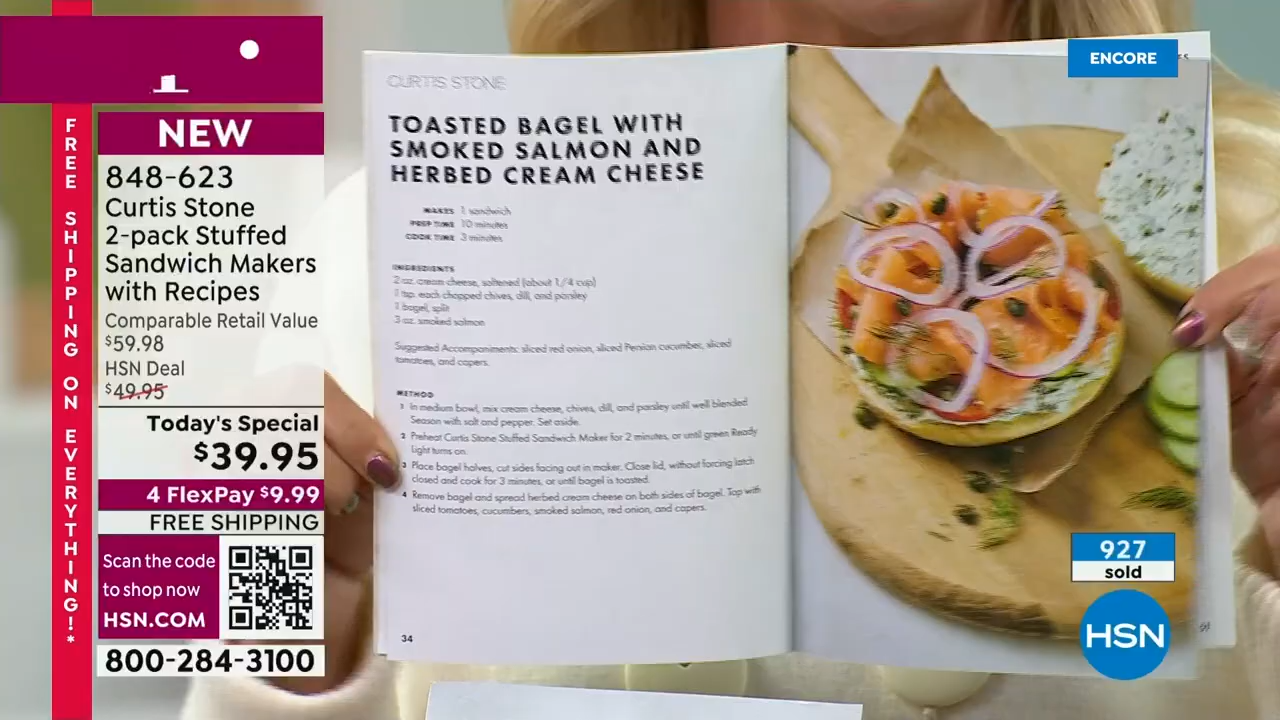 FREE SHIPPING ON EVERYTHING!*
NEW
848-623
Curtis Stone
2-pack Stuffed
Sandwich Makers
with Recipes
Comparable Retail Value
$59.98
HSN Deal
$49.95
Today's Special
$39.95
4 FlexPay $9.99
FREE SHIPPING
Scan the code
to shop now
HSN.COM
800-284-3100
CURTIS STONE
TOASTED BAGEL WITH
SMOKED SALMON AND
HERBED CREAM CHEESE
MAKES 1 sandwich
PREP TIME 10 minutes
COOK TIME 3 minutes
INGREDIENTS
2 oz. cream cheese, softened (about 1/4 cup)
1 tsp. each chopped chives, dill, and parsley
1 bagel, split
3 oz. smoked salmon
Suggested Accompaniments: sliced red onion, sliced Persian cucumber, sliced
tomatoes, and capers.
METHOD
1 In medium bowl, mix cream cheese, chives, dill, and parsley until well blended
Season with salt and pepper. Set aside.
2 Preheat Curtis Stone Stuffed Sandwich Maker for 2 minutes, or until green Ready
Light turns on.
3 Place bagel halves, cut sides facing out in maker. Close lid, without forcing latch
closed and cook for 3 minutes, or until bagel is toasted.
4 Remove bagel and spread herbed cream cheese on both sides of bagel. Top with
sliced tomatoes, cucumbers, smoked salmon, red onion, and capers.
34
ENCORE
927
sold
HSN